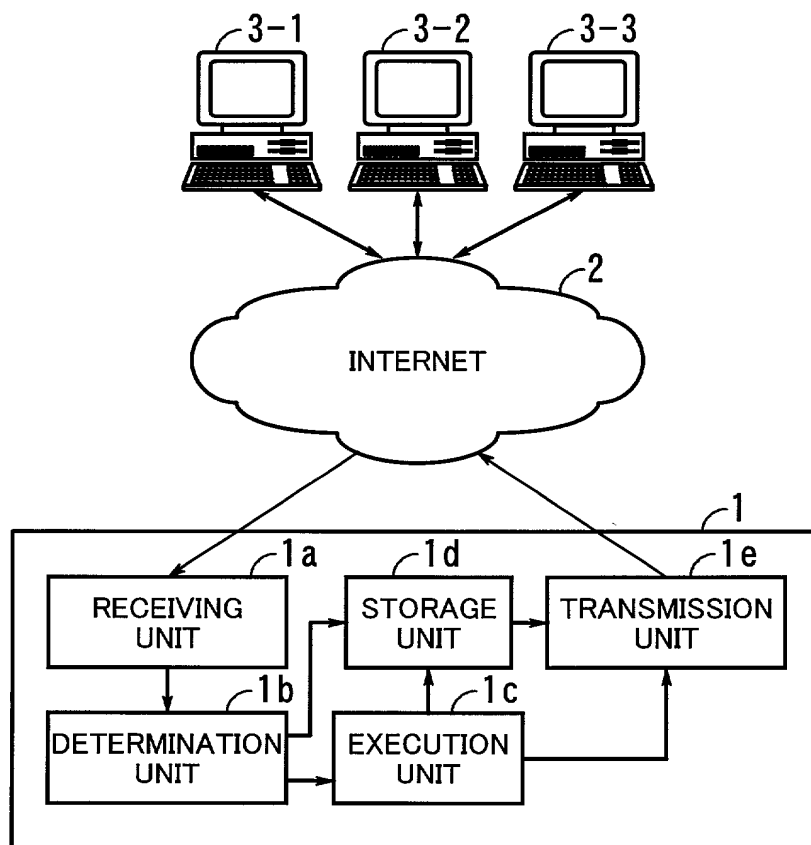 3-1 3-2 3-3
2
INTERNET
1
1a 1d 1e
RECEIVING
UNIT
STORAGE
UNIT
TRANSMISSION
UNIT
1b 1c
DETERMINATION
UNIT
EXECUTION
UNIT